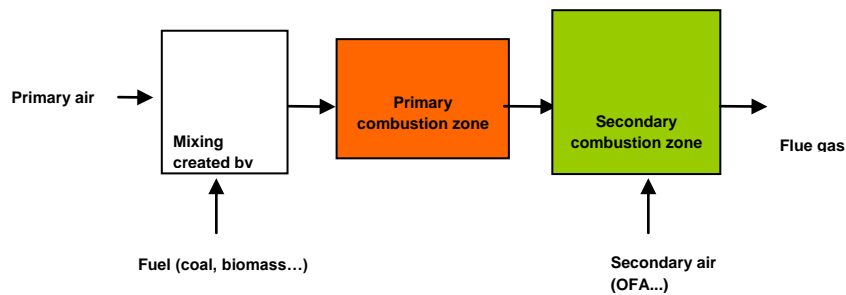 Primary air
Mixing
created by
Primary
combustion zone
Secondary
combustion zone
Flue gas
Fuel (coal, biomass…)
Secondary air
(OFA...)